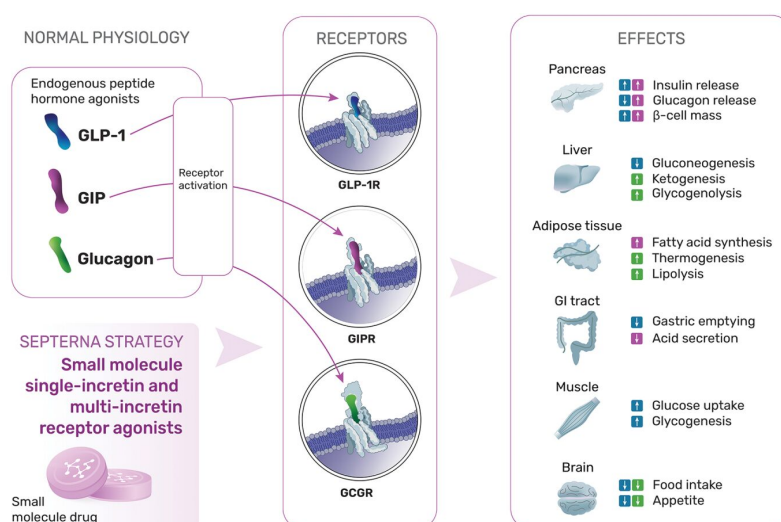 NORMAL PHYSIOLOGY
Endogenous peptide
hormone agonists
GLP-1
GIP
Glucagon
Receptor
activation
SEPTERNA STRATEGY
Small molecule
single-incretin and
multi-incretin
receptor agonists
Small
molecule drug
RECEPTORS
GLP-1R
GIPR
GCGR
EFFECTS
Pancreas
↑ ↑ Insulin release
↓ ↑ Glucagon release
↑ ↑ β-cell mass
Liver
↓ Gluconeogenesis
↑ Ketogenesis
↑ Glycogenolysis
Adipose tissue
↑ Fatty acid synthesis
↑ Thermogenesis
↑ Lipolysis
GI tract
↓ Gastric emptying
↓ Acid secretion
Muscle
↑ Glucose uptake
↑ Glycogenesis
Brain
↓ ↓ Food intake
↓ ↓ Appetite